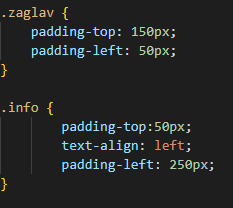 .zaglav {
    padding-top: 150px;
    padding-left: 50px;
}

.info {
        padding-top:50px;
        text-align: left;
        padding-left: 250px;
}